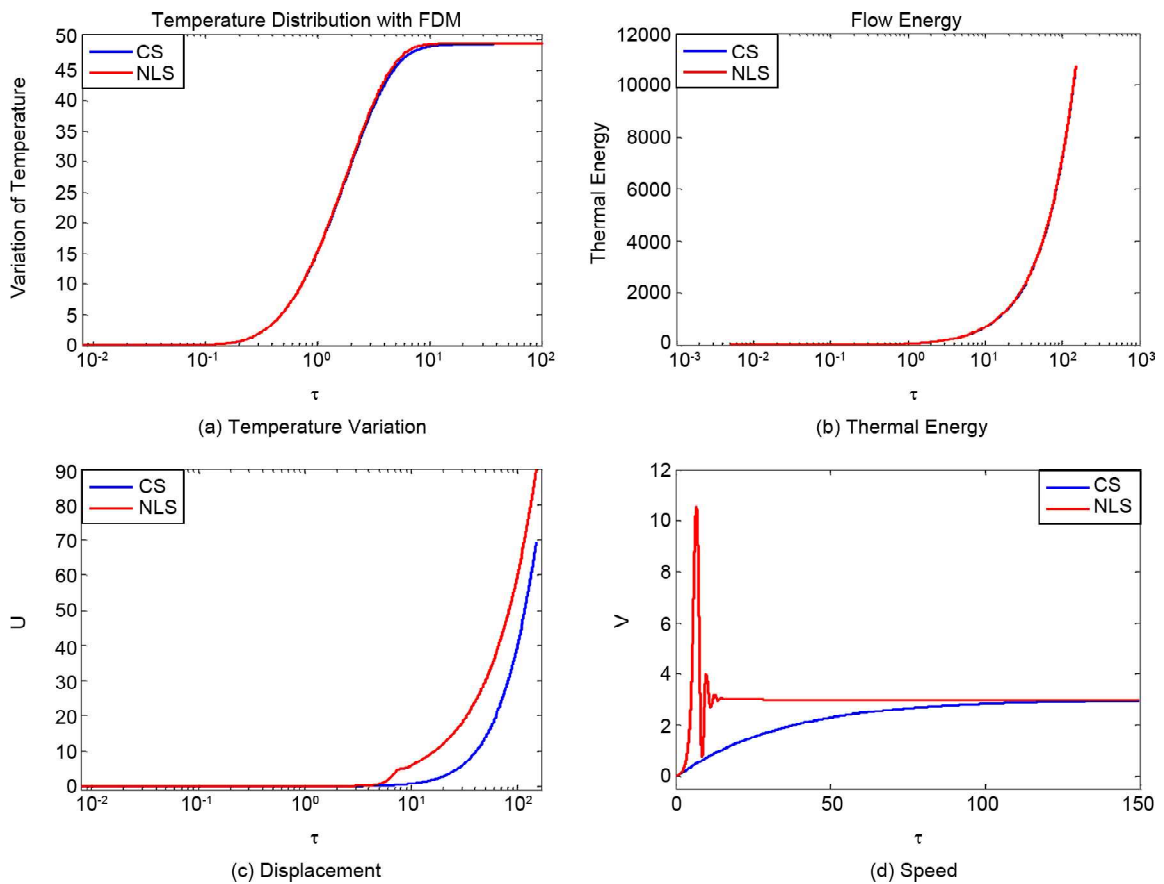 Temperature Distribution with FDM
CS
NLS
50
45
40
35
30
25
20
15
10
5
0
Variation of Temperature
10⁻²
10⁻¹
10⁰
10¹
10²
τ
(a) Temperature Variation
Flow Energy
CS
NLS
12000
10000
8000
6000
4000
2000
0
Thermal Energy
10⁻³
10⁻²
10⁻¹
10⁰
10¹
10²
10³
τ
(b) Thermal Energy
CS
NLS
90
80
70
60
50
40
30
20
10
0
U
10⁻²
10⁻¹
10⁰
10¹
10²
τ
(c) Displacement
CS
NLS
12
10
8
6
4
2
0
V
0
50
100
150
τ
(d) Speed